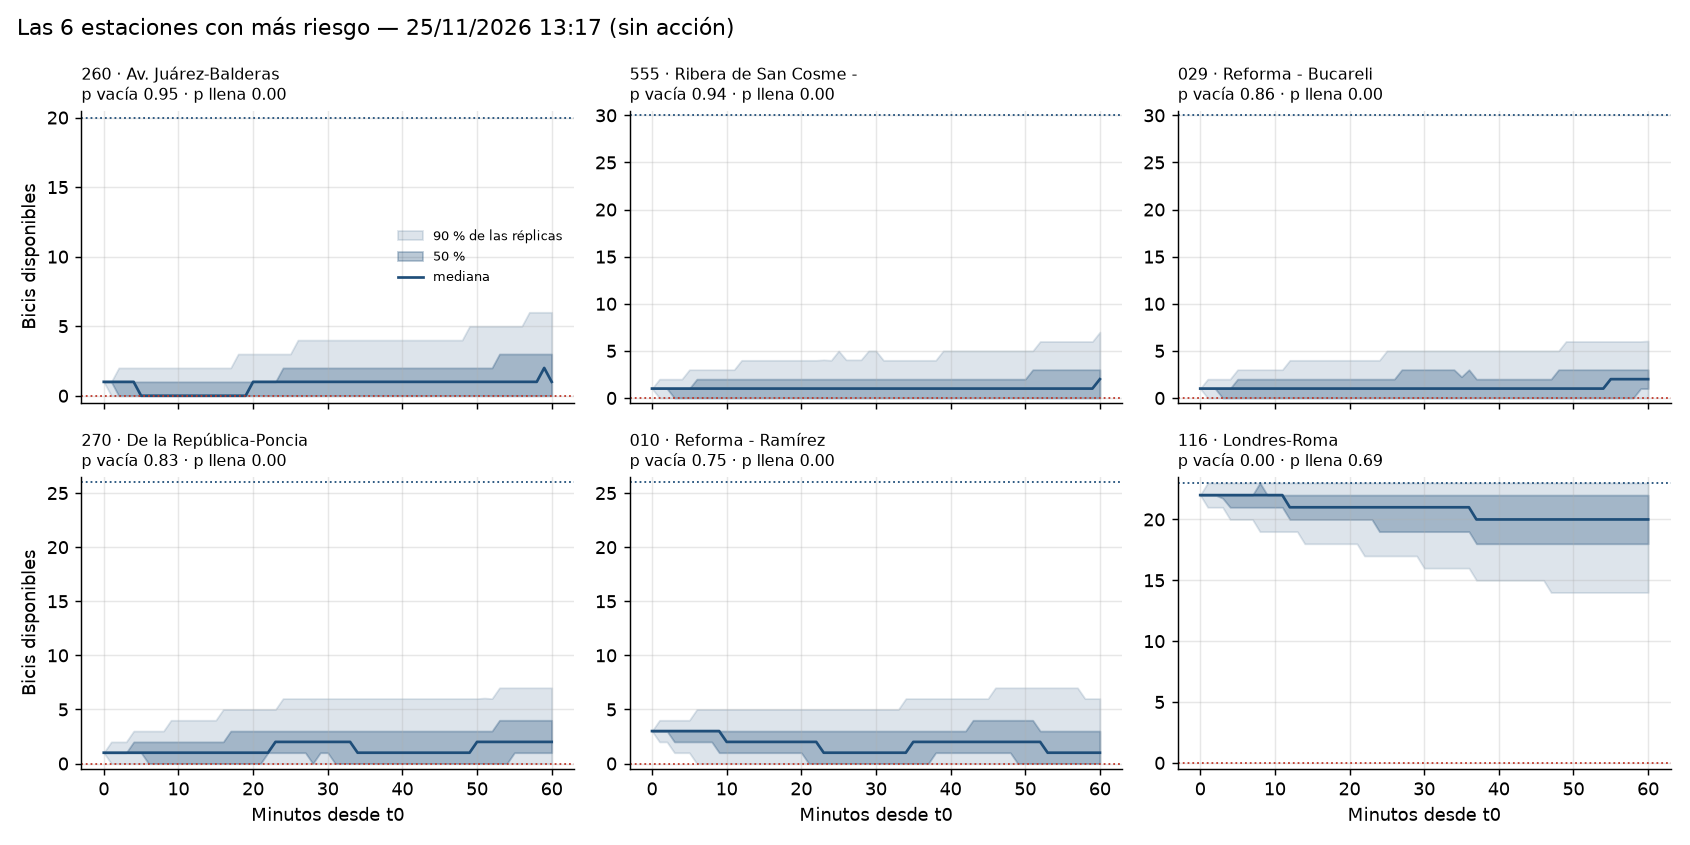 Las 6 estaciones con más riesgo — 25/11/2026 13:17 (sin acción)
260 · Av. Juárez-Balderas
p vacía 0.95 · p llena 0.00
555 · Ribera de San Cosme -
p vacía 0.94 · p llena 0.00
029 · Reforma - Bucareli
p vacía 0.86 · p llena 0.00
Bicis disponibles
20
15
10
5
0
90 % de las réplicas
50 %
mediana
30
25
20
15
10
5
0
30
25
20
15
10
5
0
270 · De la República-Poncia
p vacía 0.83 · p llena 0.00
010 · Reforma - Ramírez
p vacía 0.75 · p llena 0.00
116 · Londres-Roma
p vacía 0.00 · p llena 0.69
Bicis disponibles
25
20
15
10
5
0
0 10 20 30 40 50 60
Minutos desde t0
25
20
15
10
5
0
0 10 20 30 40 50 60
Minutos desde t0
20
15
10
5
0
0 10 20 30 40 50 60
Minutos desde t0